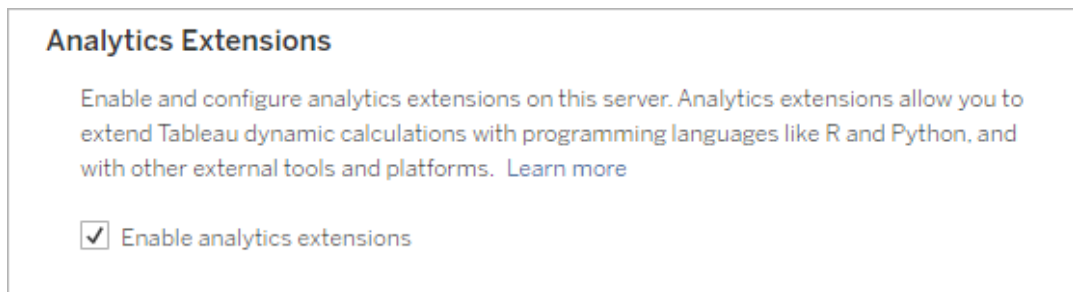 Analytics Extensions
Enable and configure analytics extensions on this server. Analytics extensions allow you to
extend Tableau dynamic calculations with programming languages like R and Python, and
with other external tools and platforms. Learn more
Enable analytics extensions